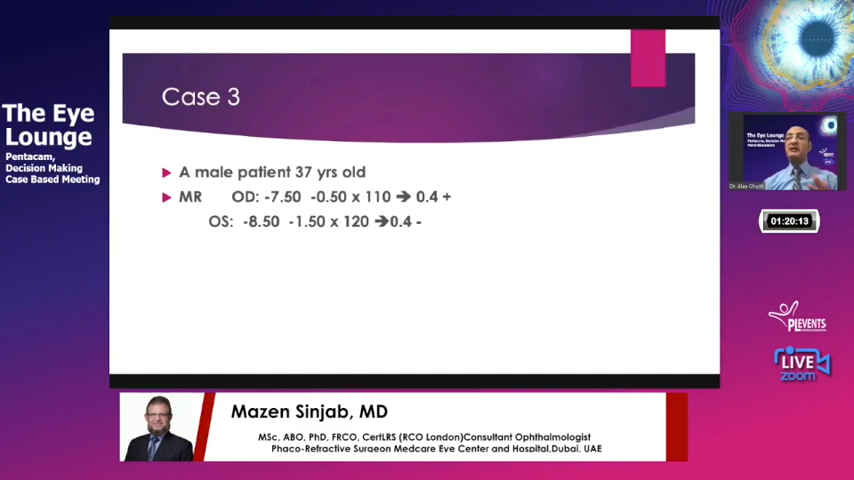 The Eye
Lounge
Pentacam,
Decision Making
Case Based Meeting
Case 3
A male patient 37 yrs old
MR OD: -7.50 -0.50 x 110 ➔ 0.4 +
OS: -8.50 -1.50 x 120 ➔0.4 -
The Eye Lounge
Dr. Alaa Ghaith
01:20:13
PLEVENTS
LIVE
zoom
Mazen Sinjab, MD
MSc, ABO, PhD, FRCO, CertLRS (RCO London)Consultant Ophthalmologist
Phaco-Refractive Surgeon Medcare Eye Center and Hospital,Dubai, UAE